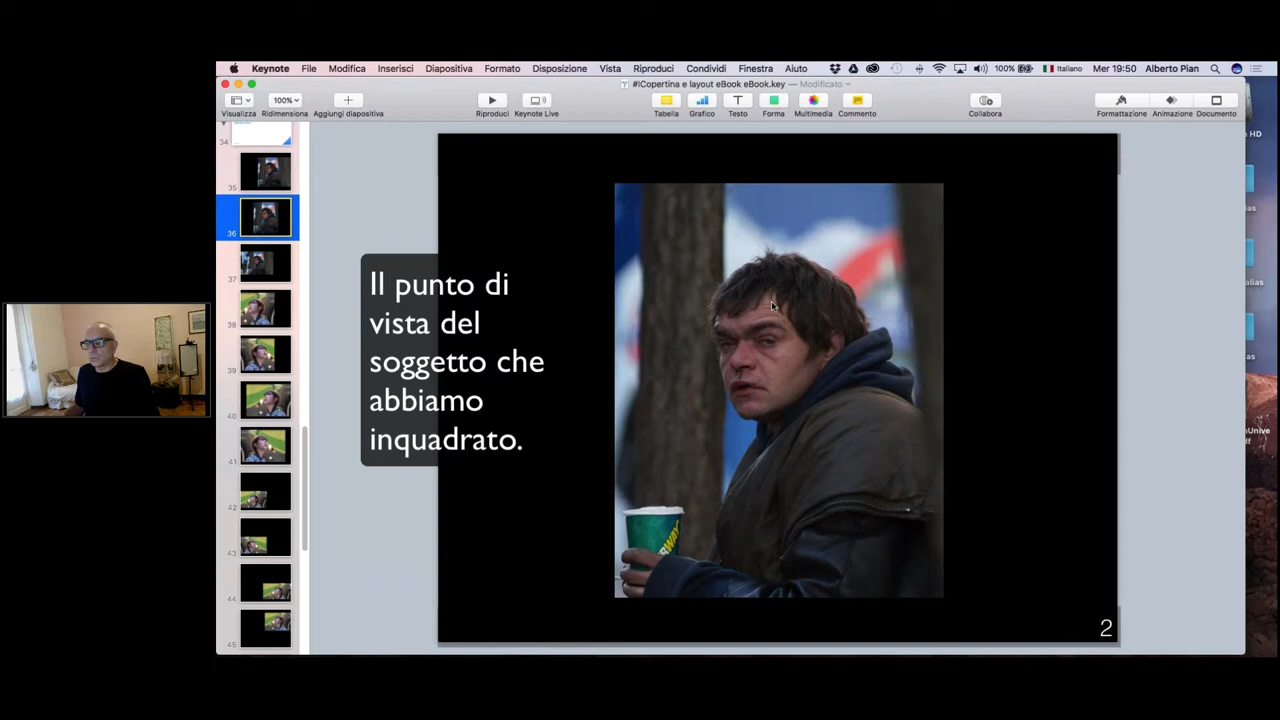 Keynote File Modifica Inserisci Diapositiva Formato Disposizione Vista Riproduci Condividi Finestra Aiuto 100% Italiano Mer 19:50 Alberto Pian
#iCopertina e layout eBook eBook.key — Modificato
100%
Visualizza Ridimensiona Aggiungi diapositiva Riproduci Keynote Live Tabella Grafico Testo Forma Multimedia Commento Collabora Formattazione Animazione Documento
34
35
36
37
38
39
40
41
42
43
44
45
Il punto di
vista del
soggetto che
abbiamo
inquadrato.
2